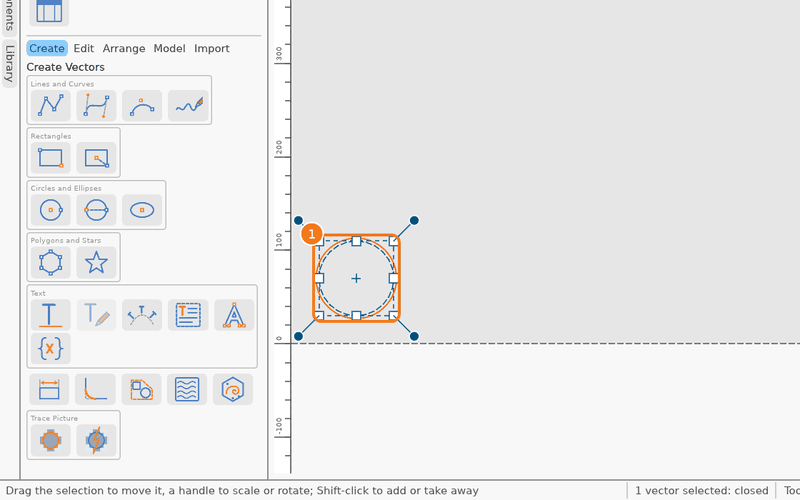 nents
Library
Create Edit Arrange Model Import
Create Vectors
Lines and Curves
Rectangles
Circles and Ellipses
Polygons and Stars
Text
Trace Picture
300
200
100
0
-100
1
Drag the selection to move it, a handle to scale or rotate; Shift-click to add or take away
1 vector selected: closed
Too